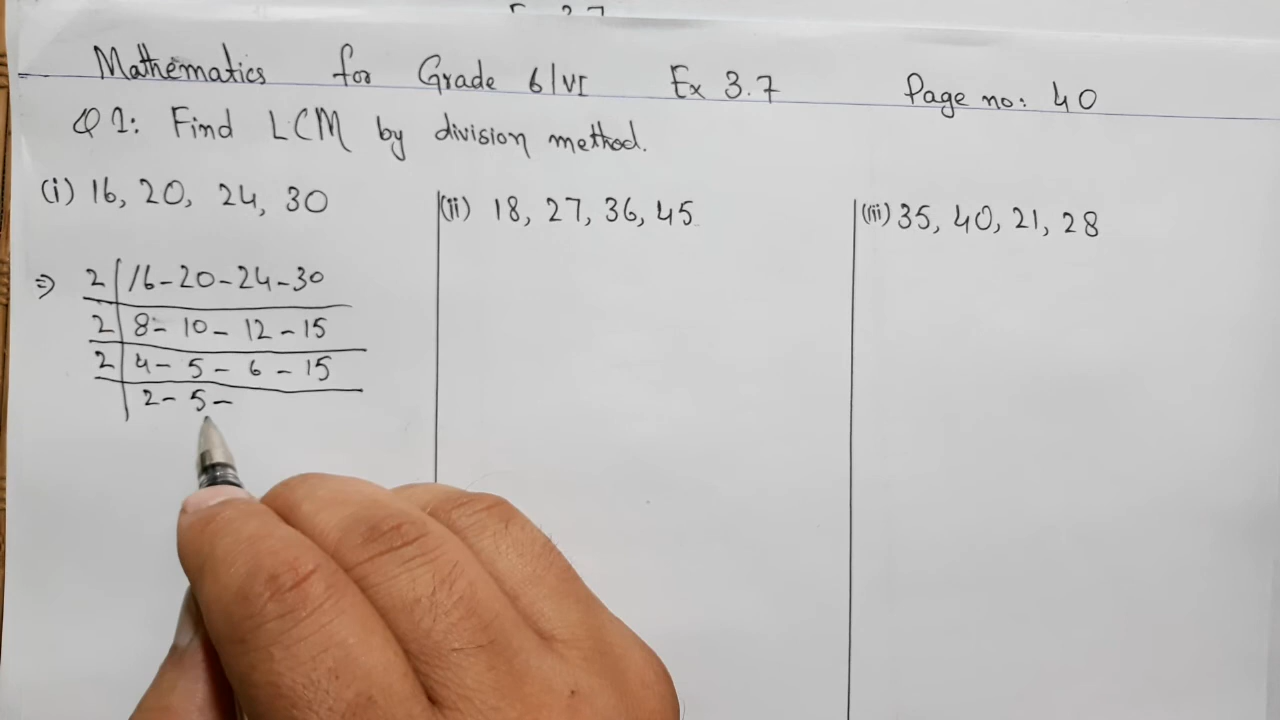 Mathematics for Grade 6/VI Ex 3.7 Page no: 40
Q 2: Find LCM by division method.
(i) 16, 20, 24, 30
⇒ 2 | 16 - 20 - 24 - 30
2 | 8 - 10 - 12 - 15
2 | 4 - 5 - 6 - 15
| 2 - 5 -
(ii) 18, 27, 36, 45
(iii) 35, 40, 21, 28